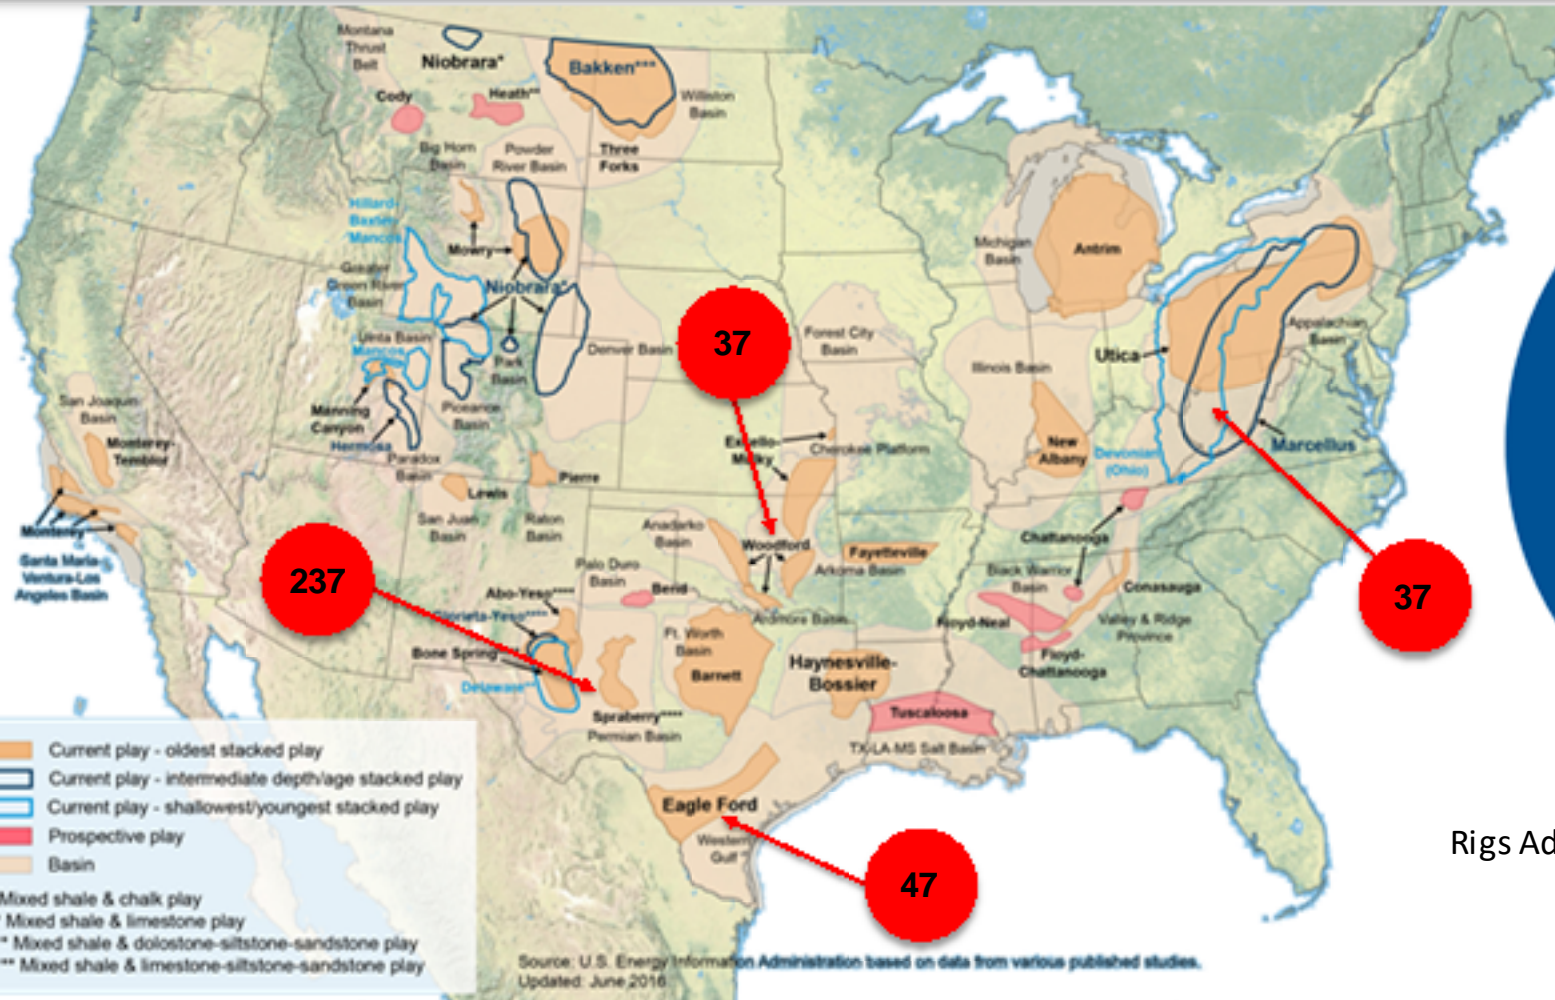 Montana
Thrust
Belt
Niobrara*
Bakken***
Cody
Heath**
Williston
Basin
Big Horn
Basin
Powder
River Basin
Three
Forks
Hillard-
Baxter-
Mancos
Mowry
Greater
Green River
Basin
Niobrara*
Michigan
Basin
Antrim
Uinta Basin
Mancos
Park
Basin
Denver Basin
37
Forest City
Basin
Illinois Basin
Utica
Appalachian
Basin
San Joaquin
Basin
Monterey-
Temblor
Manning
Canyon
Hermosa
Piceance
Basin
Paradox
Basin
Excello-
Mulky
Cherokee Platform
New
Albany
Devonian
(Ohio)
Marcellus
Pierre
Lewis
San Juan
Basin
Raton
Basin
Monterey
Santa Maria-
Ventura-Los
Angeles Basin
237
Anadarko
Basin
Woodford
Fayetteville
Arkoma Basin
Chattanooga
Palo Duro
Basin
Bend
Black Warrior
Basin
Conasauga
37
Abo-Yeso****
Glorieta-Yeso****
Ardmore Basin
Floyd-Neal
Valley & Ridge
Province
Bone Spring
Delaware
Ft. Worth
Basin
Barnett
Haynesville-
Bossier
Floyd-
Chattanooga
Spraberry****
Permian Basin
Tuscaloosa
TX-LA-MS Salt Basin
Eagle Ford
Western
Gulf
47
Current play - oldest stacked play
Current play - intermediate depth/age stacked play
Current play - shallowest/youngest stacked play
Prospective play
Basin
Mixed shale & chalk play
* Mixed shale & limestone play
** Mixed shale & dolostone-siltstone-sandstone play
*** Mixed shale & limestone-siltstone-sandstone play
Source: U.S. Energy Information Administration based on data from various published studies.
Updated: June 2016
Rigs Ad